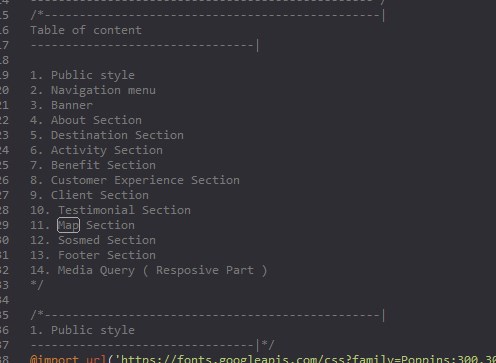 15 /*------------------------------------------------|
16 Table of content
17 --------------------------------|
18
19 1. Public style
20 2. Navigation menu
21 3. Banner
22 4. About Section
23 5. Destination Section
24 6. Activity Section
25 7. Benefit Section
26 8. Customer Experience Section
27 9. Client Section
28 10. Testimonial Section
29 11. Map Section
30 12. Sosmed Section
31 13. Footer Section
32 14. Media Query ( Resposive Part )
33 */
34
35 /*------------------------------------------------|
36 1. Public style
37 --------------------------------|*/
38 @import url('https://fonts.googleapis.com/css?family=Poppins:300,30